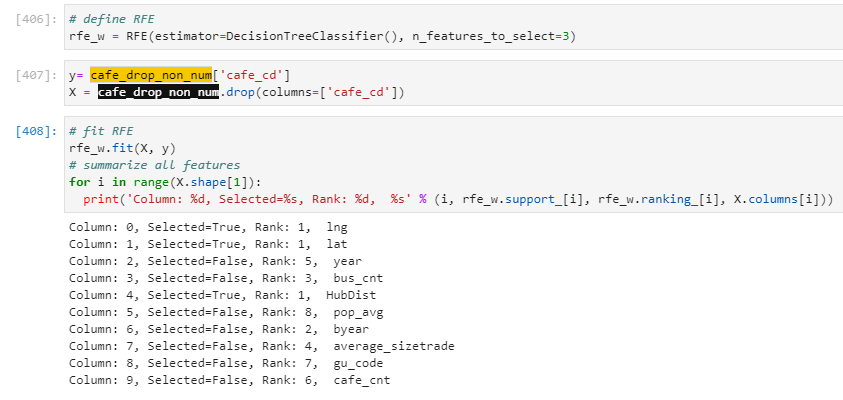 [406]: # define RFE
rfe_w = RFE(estimator=DecisionTreeClassifier(), n_features_to_select=3)
[407]: y= cafe_drop_non_num['cafe_cd']
X = cafe_drop_non_num.drop(columns=['cafe_cd'])
[408]: # fit RFE
rfe_w.fit(X, y)
# summarize all features
for i in range(X.shape[1]):
  print('Column: %d, Selected=%s, Rank: %d,  %s' % (i, rfe_w.support_[i], rfe_w.ranking_[i], X.columns[i]))
Column: 0, Selected=True, Rank: 1,  lng
Column: 1, Selected=True, Rank: 1,  lat
Column: 2, Selected=False, Rank: 5,  year
Column: 3, Selected=False, Rank: 3,  bus_cnt
Column: 4, Selected=True, Rank: 1,  HubDist
Column: 5, Selected=False, Rank: 8,  pop_avg
Column: 6, Selected=False, Rank: 2,  byear
Column: 7, Selected=False, Rank: 4,  average_sizetrade
Column: 8, Selected=False, Rank: 7,  gu_code
Column: 9, Selected=False, Rank: 6,  cafe_cnt